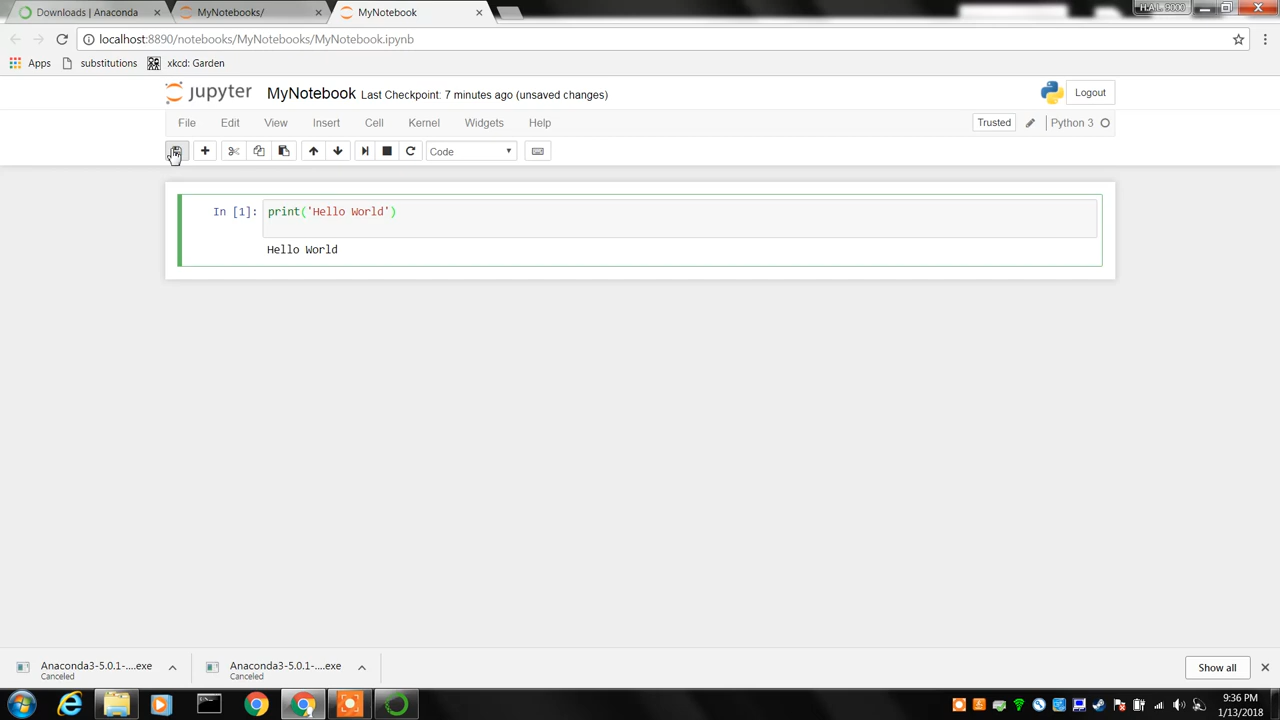 Downloads | Anaconda
MyNotebooks/
MyNotebook
H.A.L. 9000
localhost:8890/notebooks/MyNotebooks/MyNotebook.ipynb
Apps substitutions xkcd: Garden
jupyter MyNotebook Last Checkpoint: 7 minutes ago (unsaved changes) Logout
File Edit View Insert Cell Kernel Widgets Help Trusted Python 3
Code
In [1]: print('Hello World')
Hello World
Anaconda3-5.0.1-....exe Anaconda3-5.0.1-....exe Show all
Canceled Canceled
9:36 PM
1/13/2018